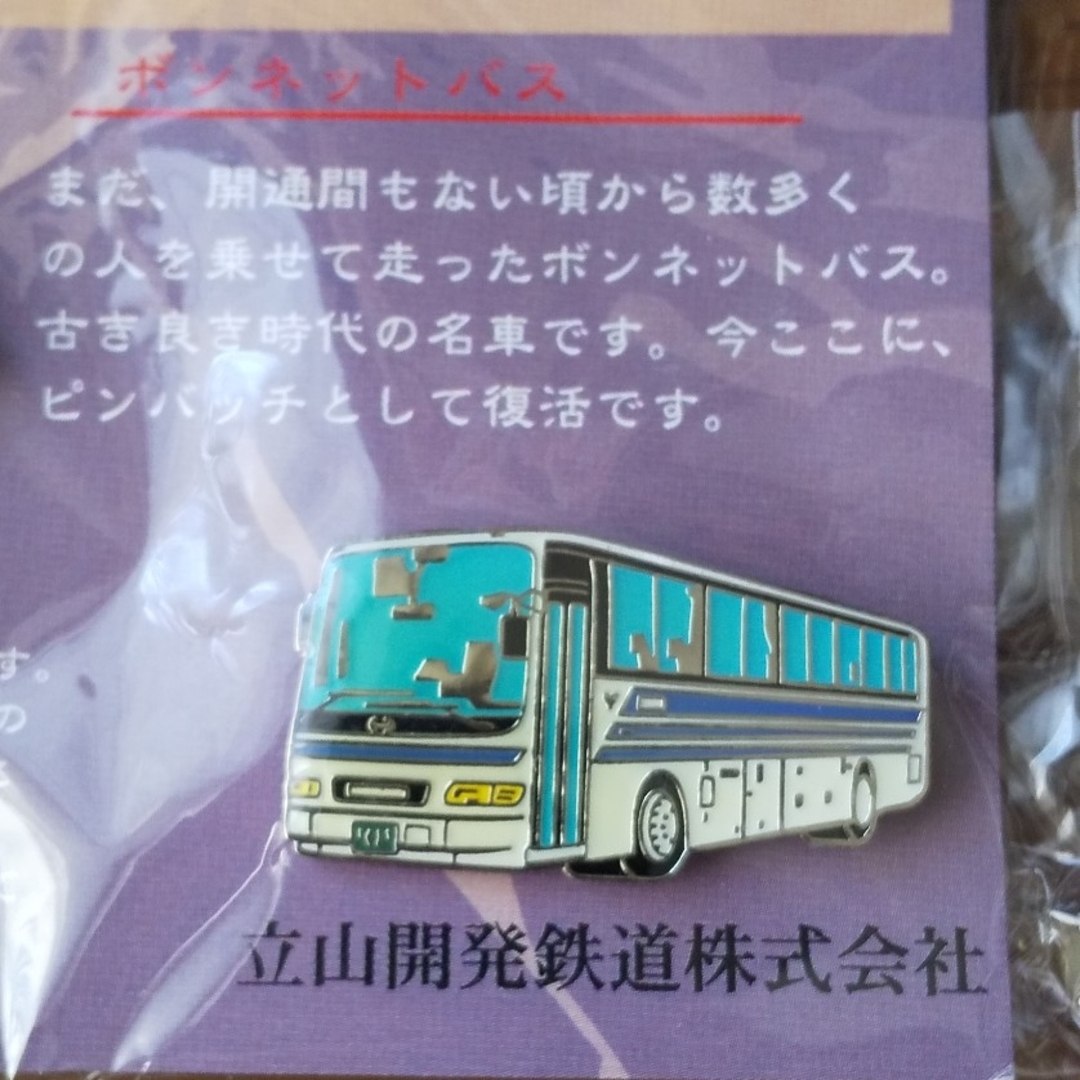 ボンネットバス
まだ、開通間もない頃から数多く
の人を乗せて走ったボンネットバス。
古き良き時代の名車です。今ここに、
ピンバッチとして復活です。
す。
の
立山開発鉄道株式会社